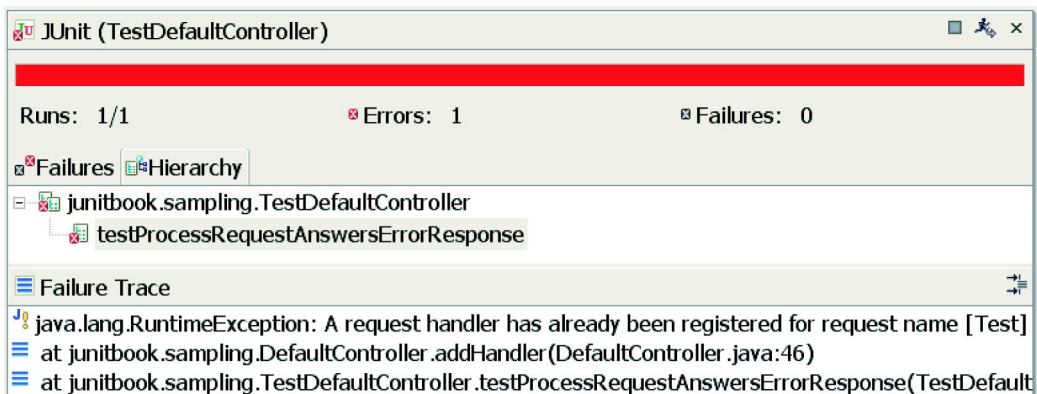 JUnit (TestDefaultController)
Runs: 1/1 Errors: 1 Failures: 0
Failures Hierarchy
junitbook.sampling.TestDefaultController
testProcessRequestAnswersErrorResponse
Failure Trace
java.lang.RuntimeException: A request handler has already been registered for request name [Test]
at junitbook.sampling.DefaultController.addHandler(DefaultController.java:46)
at junitbook.sampling.TestDefaultController.testProcessRequestAnswersErrorResponse(TestDefault